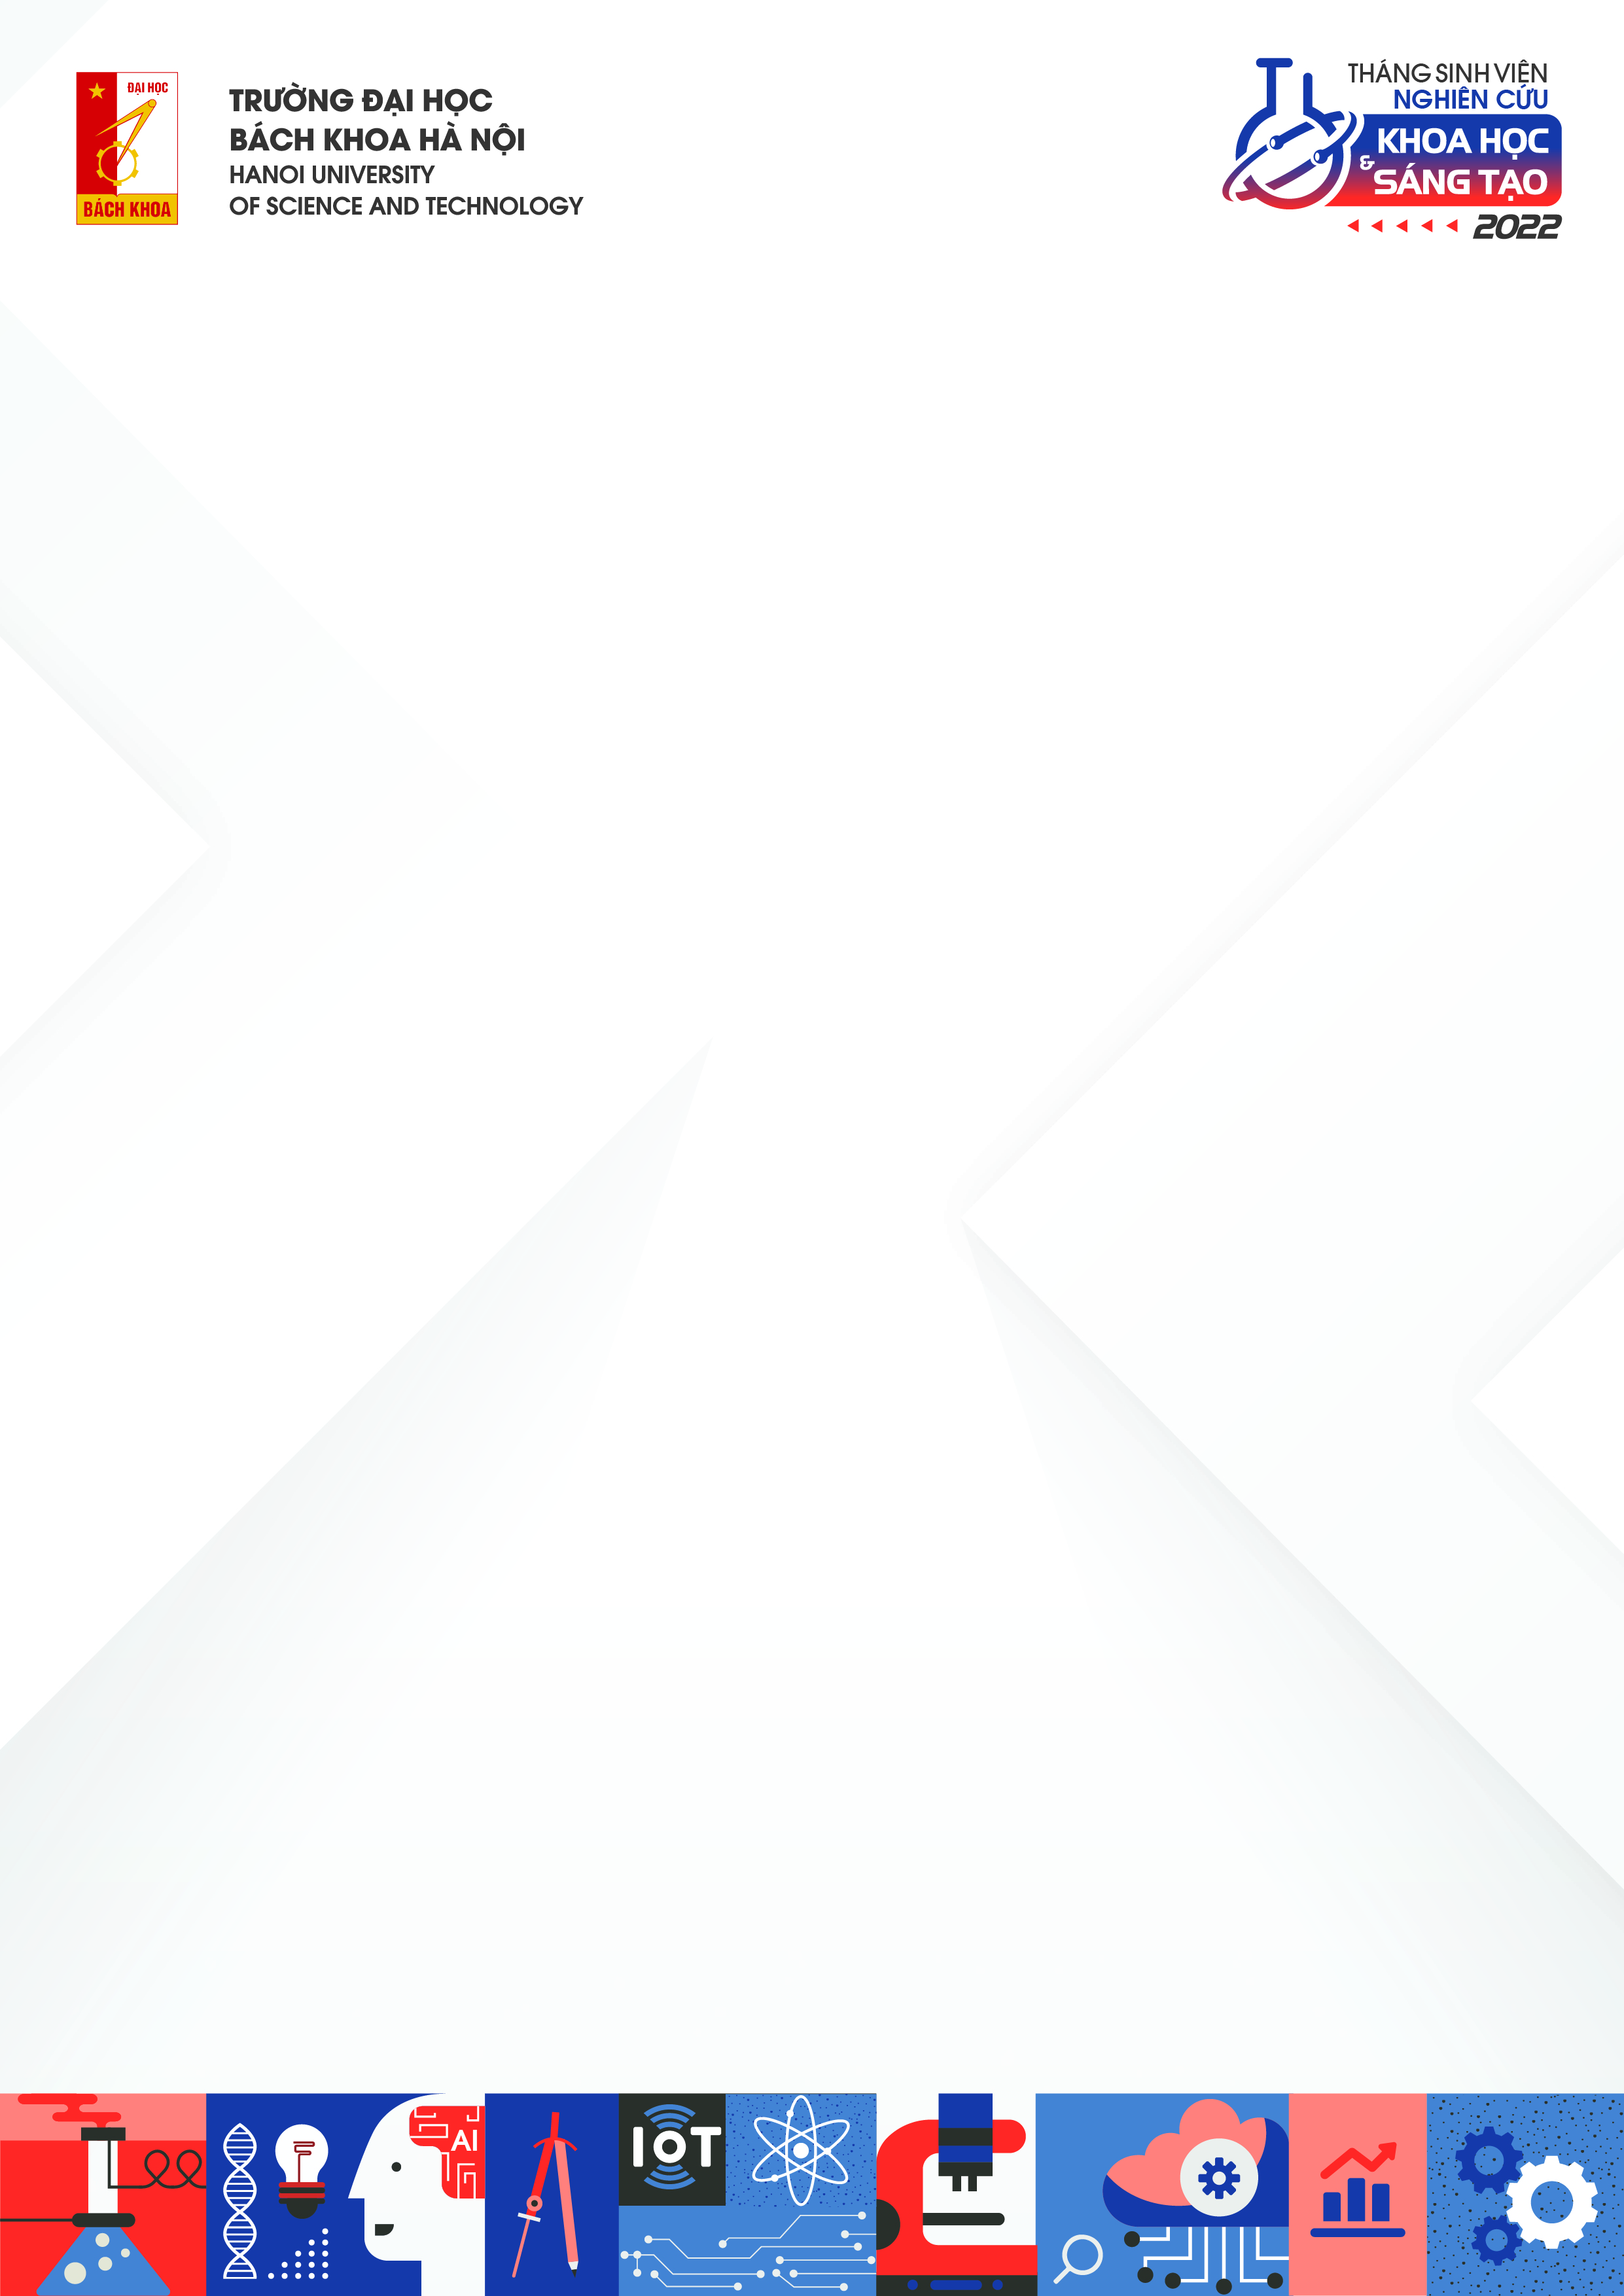 ĐẠI HỌC
BÁCH KHOA
TRƯỜNG ĐẠI HỌC
BÁCH KHOA HÀ NỘI
HANOI UNIVERSITY
OF SCIENCE AND TECHNOLOGY
THÁNG SINH VIÊN
NGHIÊN CỨU
KHOA HỌC
& SÁNG TẠO
2022
AI
IoT